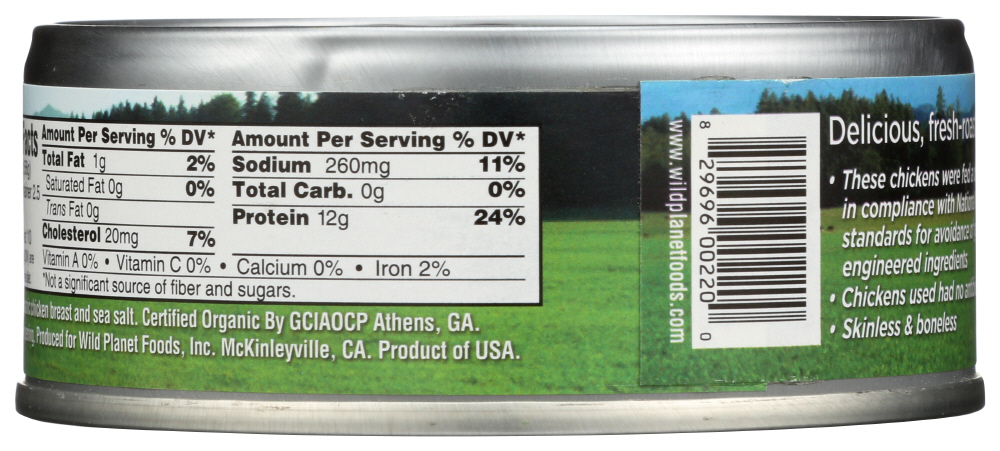 Facts
Amount Per Serving % DV*
Total Fat 1g 2%
Saturated Fat 0g 0%
Trans Fat 0g
Cholesterol 20mg 7%
Amount Per Serving % DV*
Sodium 260mg 11%
Total Carb. 0g 0%
Protein 12g 24%
Vitamin A 0% • Vitamin C 0% • Calcium 0% • Iron 2%
*Not a significant source of fiber and sugars.
chicken breast and sea salt. Certified Organic By GCIAOCP Athens, GA.
Produced for Wild Planet Foods, Inc. McKinleyville, CA. Product of USA.
www.wildplanetfoods.com
8 29696 00220 0
Delicious, fresh-roa
• These chickens were fed
in compliance with Nation
standards for avoidance
engineered ingredients
• Chickens used had no
• Skinless & boneless